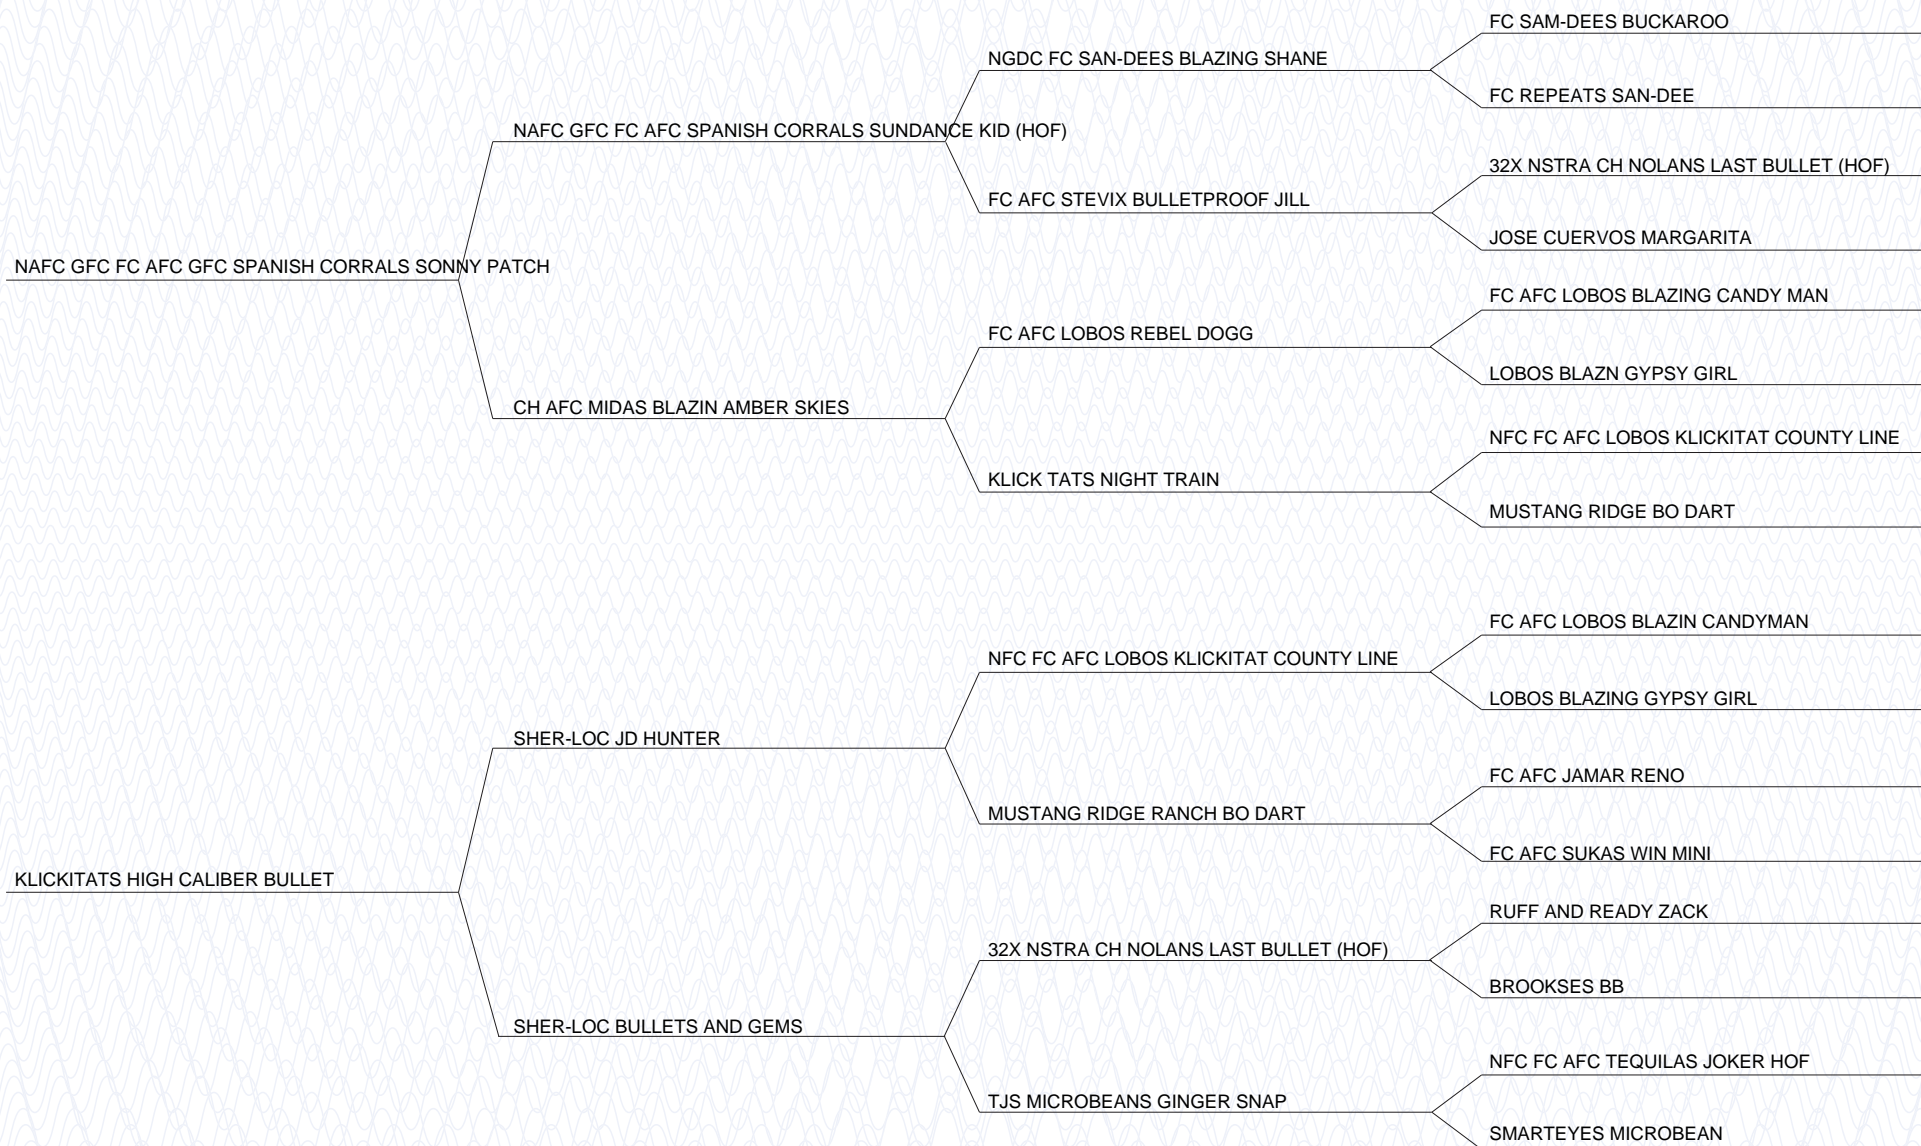 FC SAM-DEES BUCKAROO
NGDC FC SAN-DEES BLAZING SHANE
FC REPEATS SAN-DEE
NAFC GFC FC AFC SPANISH CORRALS SUNDANCE KID (HOF)
32X NSTRA CH NOLANS LAST BULLET (HOF)
FC AFC STEVIX BULLETPROOF JILL
JOSE CUERVOS MARGARITA
NAFC GFC FC AFC GFC SPANISH CORRALS SONNY PATCH
FC AFC LOBOS BLAZING CANDY MAN
FC AFC LOBOS REBEL DOGG
LOBOS BLAZN GYPSY GIRL
CH AFC MIDAS BLAZIN AMBER SKIES
NFC FC AFC LOBOS KLICKITAT COUNTY LINE
KLICK TATS NIGHT TRAIN
MUSTANG RIDGE BO DART
FC AFC LOBOS BLAZIN CANDYMAN
NFC FC AFC LOBOS KLICKITAT COUNTY LINE
LOBOS BLAZING GYPSY GIRL
SHER-LOC JD HUNTER
FC AFC JAMAR RENO
MUSTANG RIDGE RANCH BO DART
FC AFC SUKAS WIN MINI
KLICKITATS HIGH CALIBER BULLET
RUFF AND READY ZACK
32X NSTRA CH NOLANS LAST BULLET (HOF)
BROOKSES BB
SHER-LOC BULLETS AND GEMS
NFC FC AFC TEQUILAS JOKER HOF
TJS MICROBEANS GINGER SNAP
SMARTEYES MICROBEAN